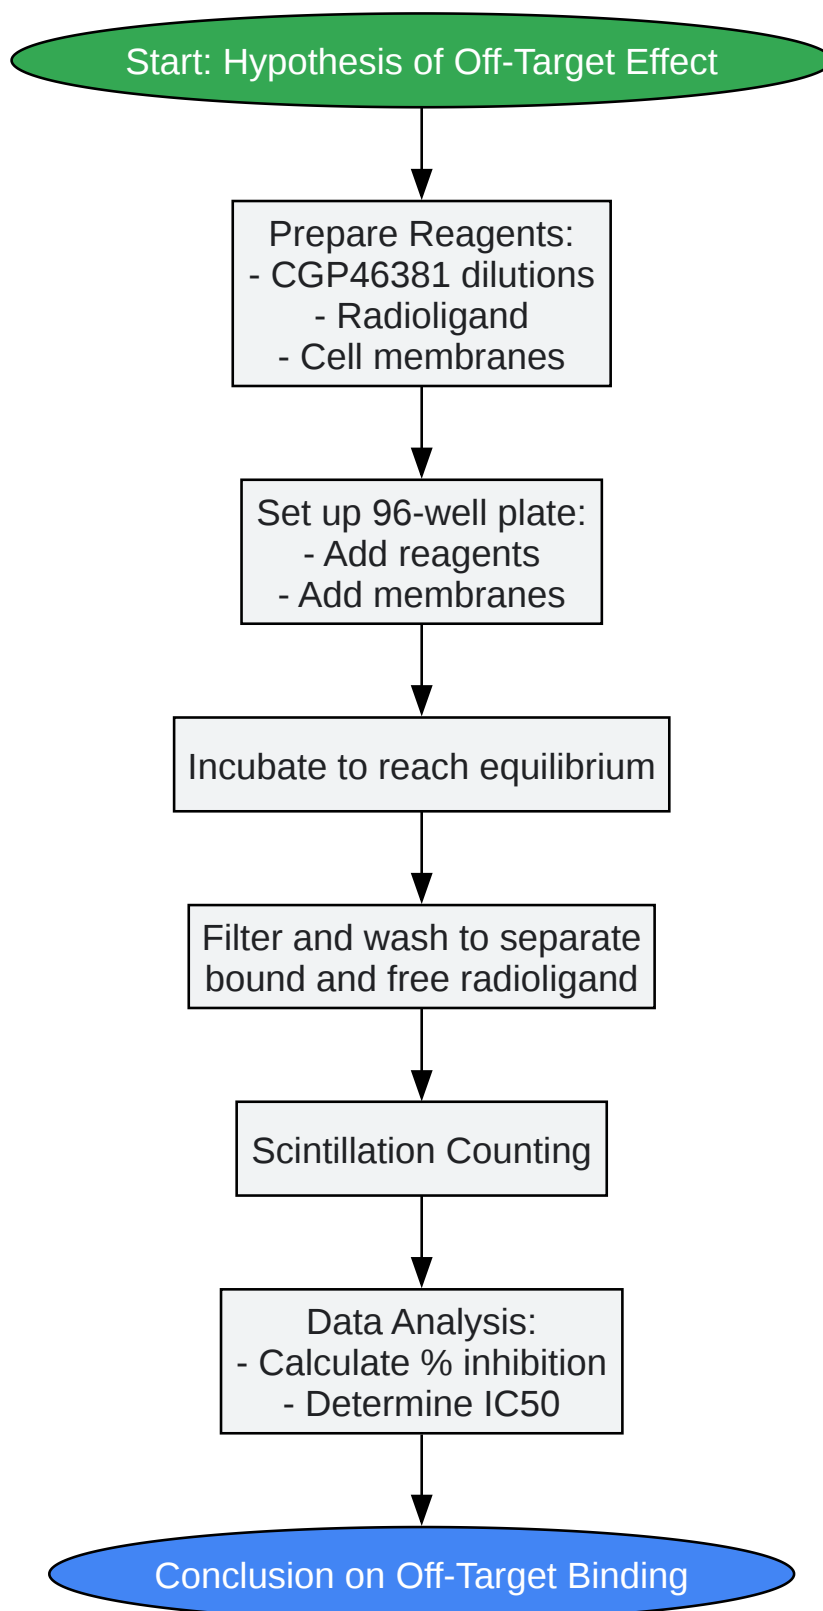 Start: Hypothesis of Off-Target Effect
Prepare Reagents:
- CGP46381 dilutions
- Radioligand
- Cell membranes
Set up 96-well plate:
- Add reagents
- Add membranes
Incubate to reach equilibrium
Filter and wash to separate
bound and free radioligand
Scintillation Counting
Data Analysis:
- Calculate % inhibition
- Determine IC50
Conclusion on Off-Target Binding